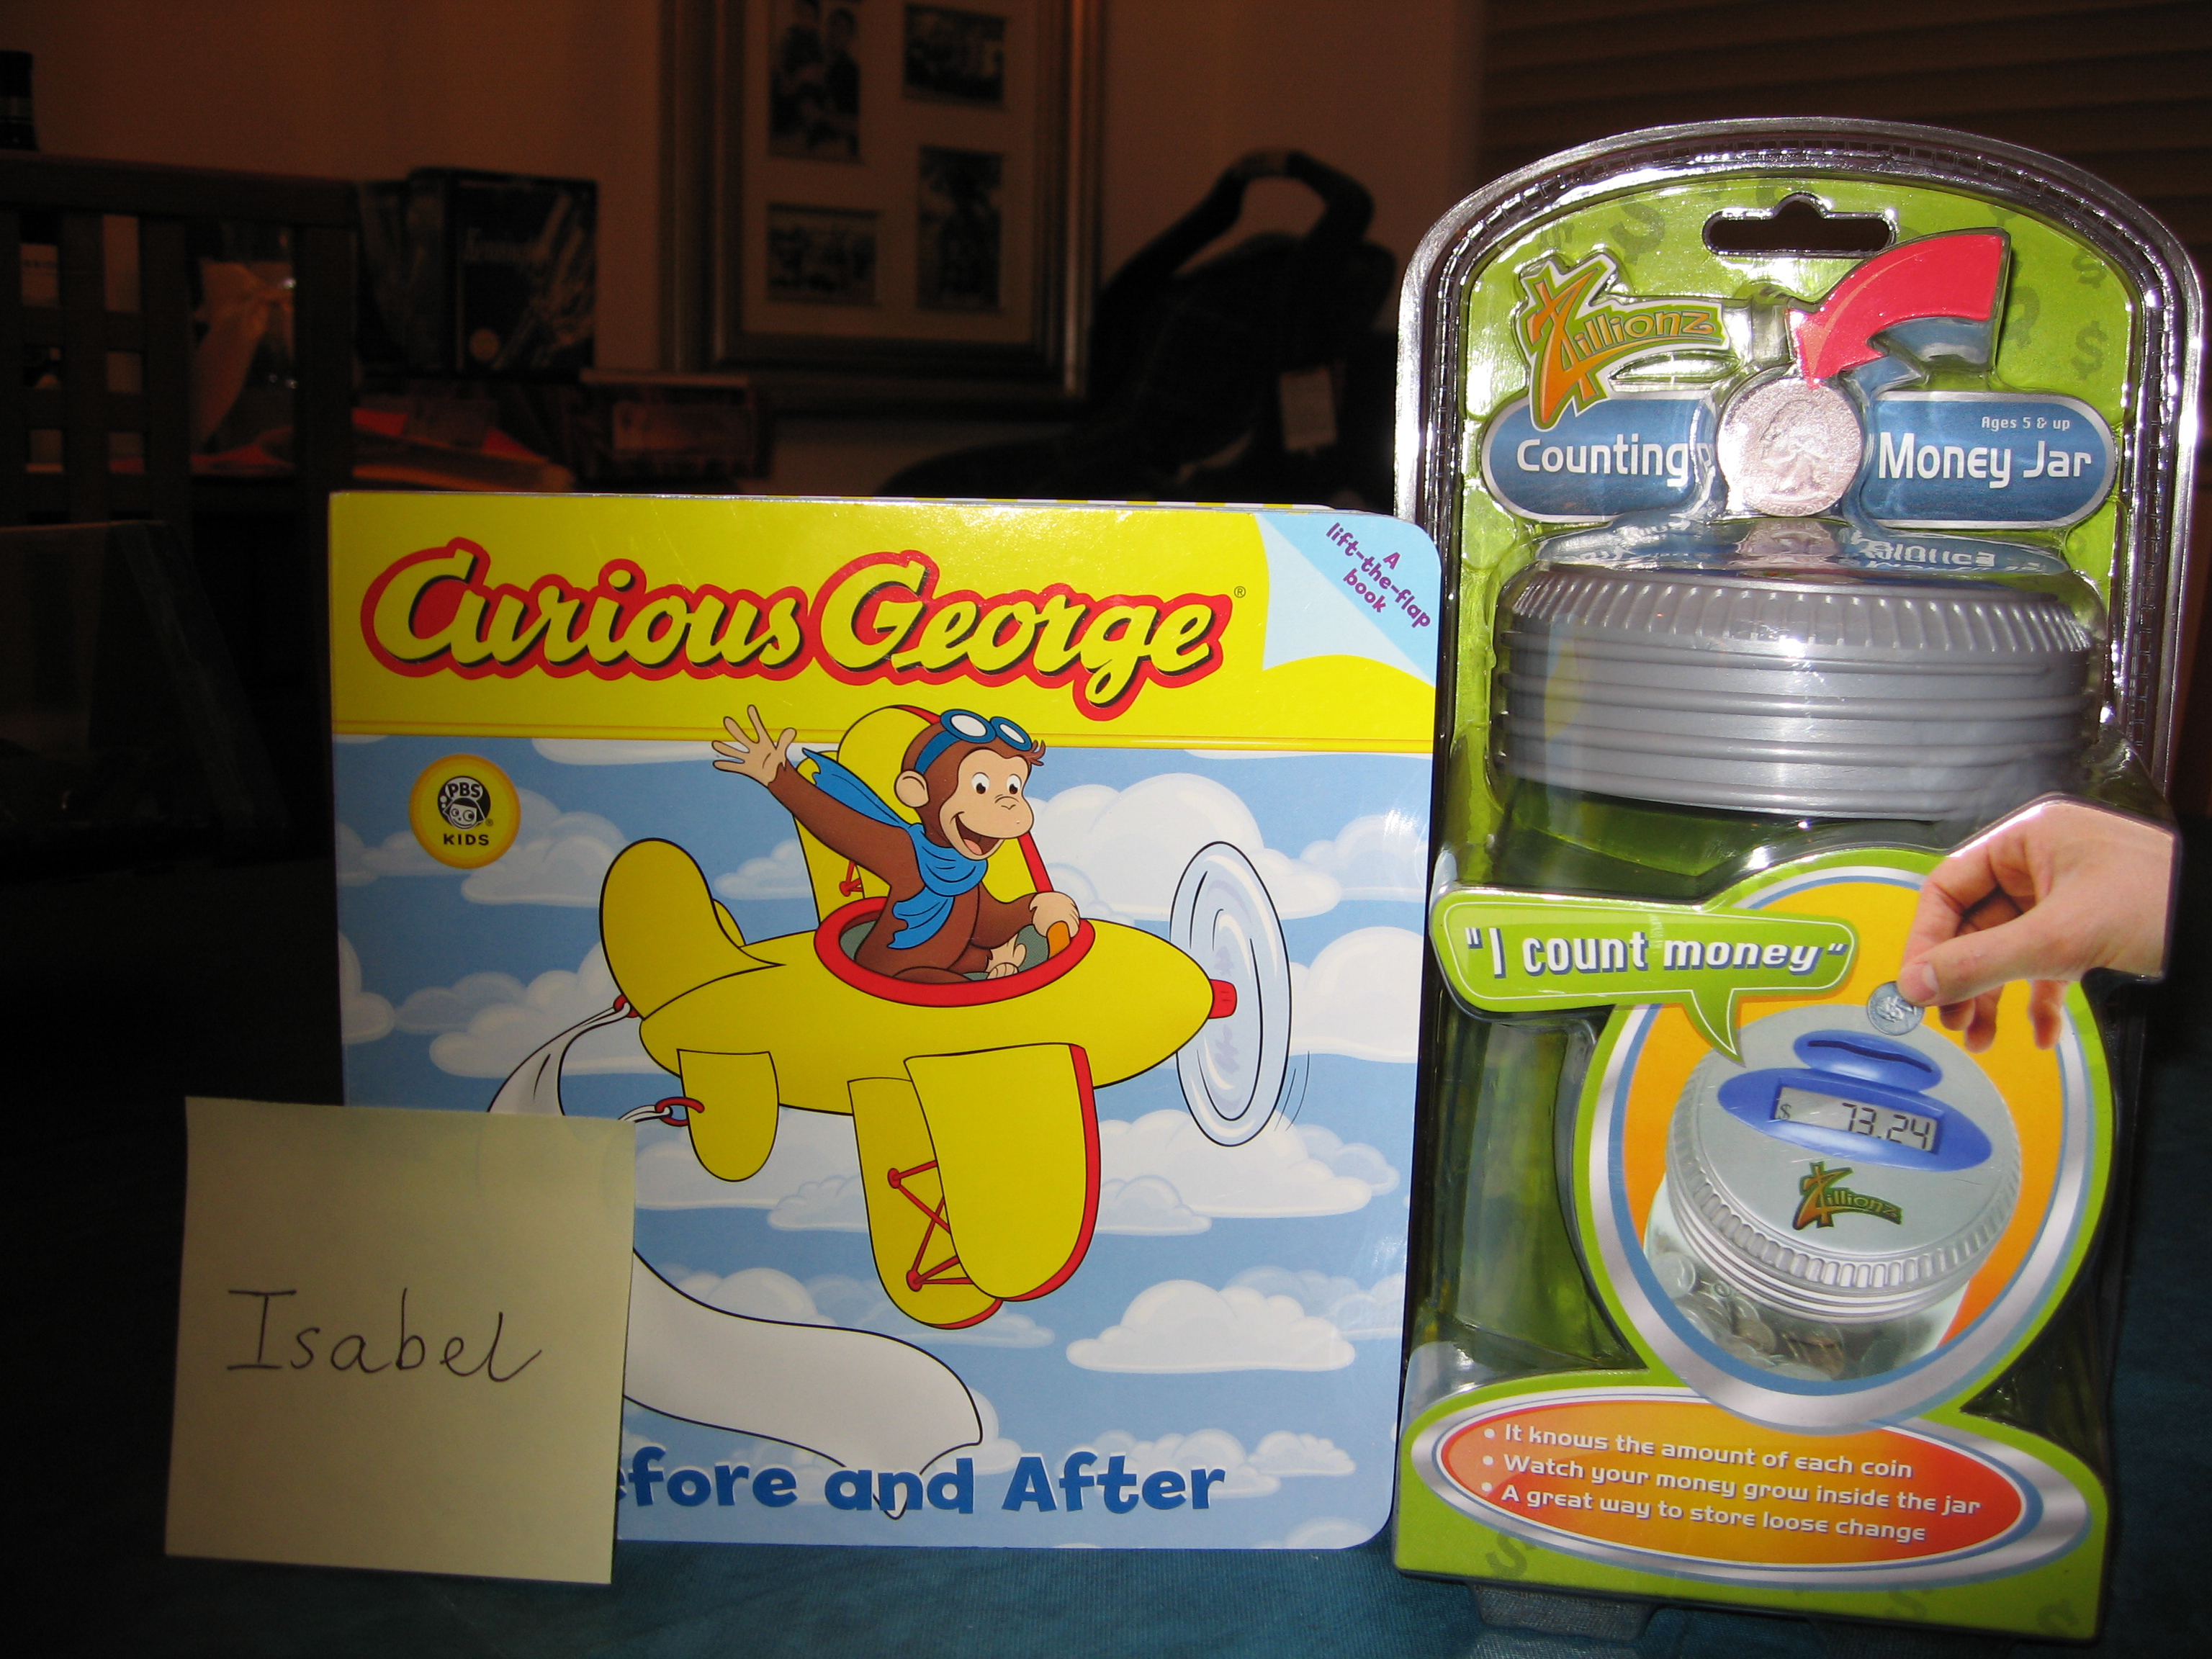 Curious George®
A
lift-the-flap
book
PBS
KIDS
Isabel
and After
Zillionz
Counting
Money Jar
Ages 5 & up
"I count money"
$ 73.24
Zillionz
• It knows the amount of each coin
• Watch your money grow inside the jar
• A great way to store loose change